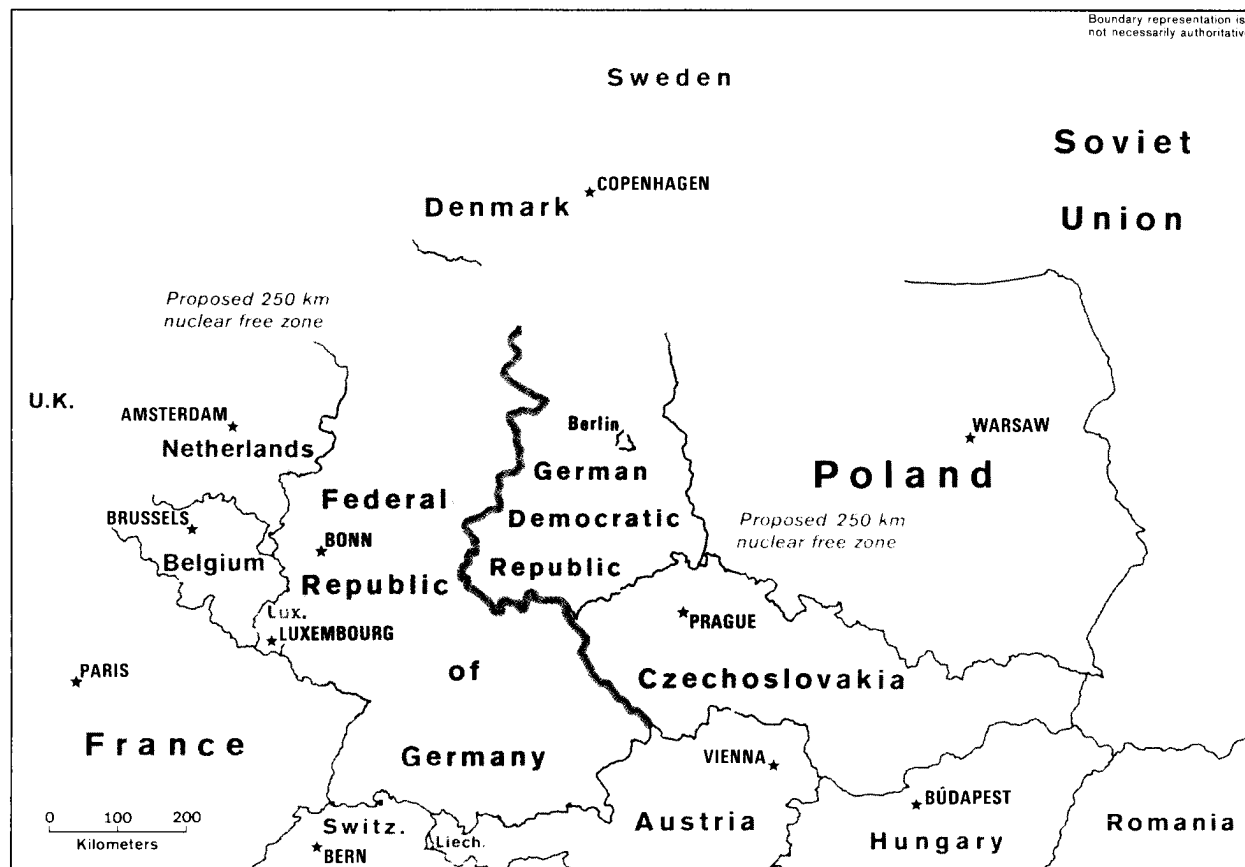 Boundary representation is
not necessarily authoritative
Sweden
Soviet
Union
COPENHAGEN
Denmark
Proposed 250 km
nuclear free zone
U.K.
AMSTERDAM
Netherlands
Berlin
WARSAW
German
Poland
Federal
BRUSSELS
Democratic
Proposed 250 km
nuclear free zone
BONN
Belgium
Republic
Republic
Lux.
LUXEMBOURG
PRAGUE
PARIS
of
Czechoslovakia
France
Germany
VIENNA
BÚDAPEST
0 100 200
Kilometers
Switz.
BERN
Liech.
Austria
Hungary
Romania